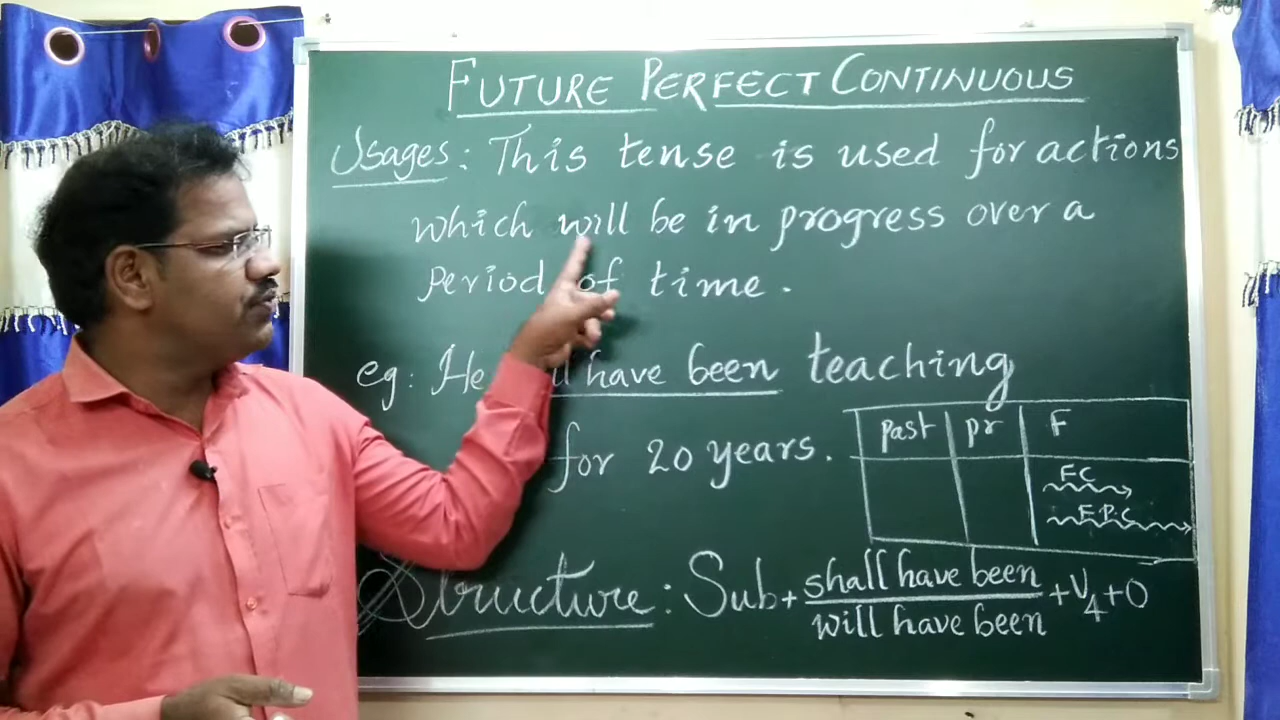 FUTURE PERFECT CONTINUOUS
Usages: This tense is used for actions
which will be in progress over a
period of time.
eg: He have been teaching
for 20 years.
past pr F
FC
F.P.C
Structure: Sub + shall have been + V4 + O
will have been